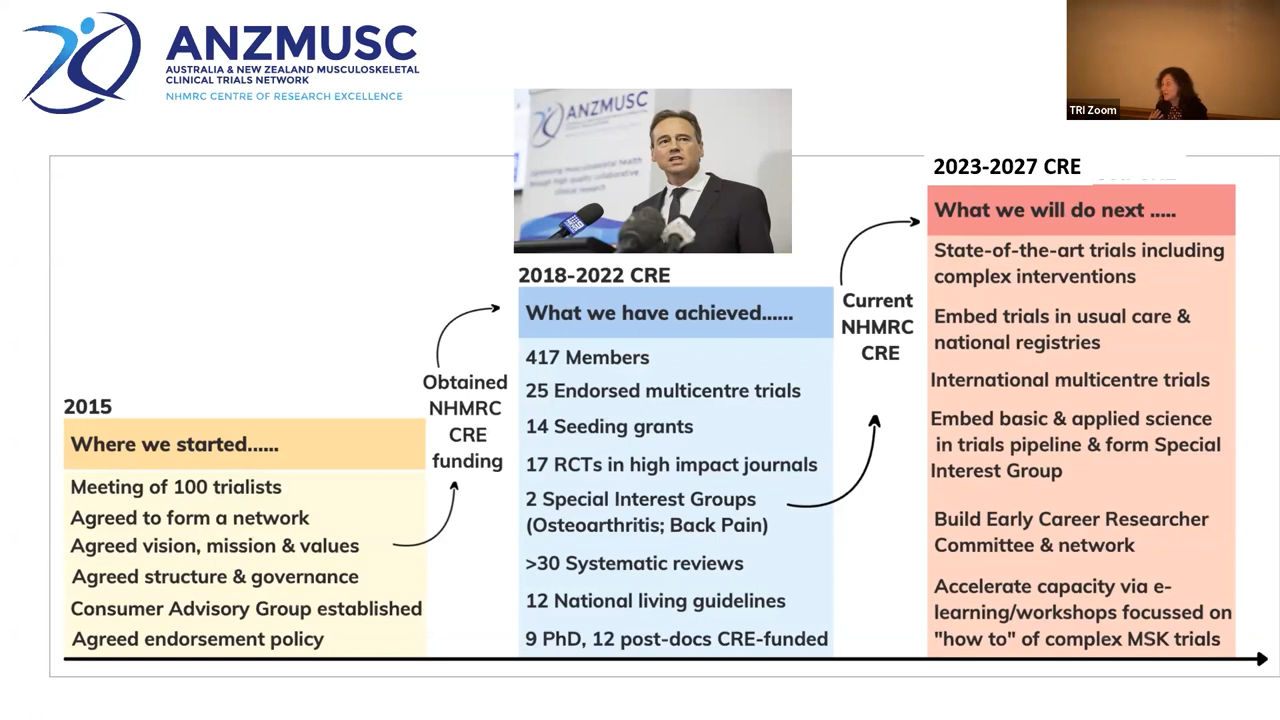 ANZMUSC
AUSTRALIA & NEW ZEALAND MUSCULOSKELETAL
CLINICAL TRIALS NETWORK
NHMRC CENTRE OF RESEARCH EXCELLENCE
TRI Zoom
ANZMUSC
2015
Where we started......
Meeting of 100 trialists
Agreed to form a network
Agreed vision, mission & values
Agreed structure & governance
Consumer Advisory Group established
Agreed endorsement policy
Obtained
NHMRC
CRE
funding
2018-2022 CRE
What we have achieved......
417 Members
25 Endorsed multicentre trials
14 Seeding grants
17 RCTs in high impact journals
2 Special Interest Groups
(Osteoarthritis; Back Pain)
>30 Systematic reviews
12 National living guidelines
9 PhD, 12 post-docs CRE-funded
Current
NHMRC
CRE
2023-2027 CRE
What we will do next .....
State-of-the-art trials including
complex interventions
Embed trials in usual care &
national registries
International multicentre trials
Embed basic & applied science
in trials pipeline & form Special
Interest Group
Build Early Career Researcher
Committee & network
Accelerate capacity via e-
learning/workshops focussed on
"how to" of complex MSK trials